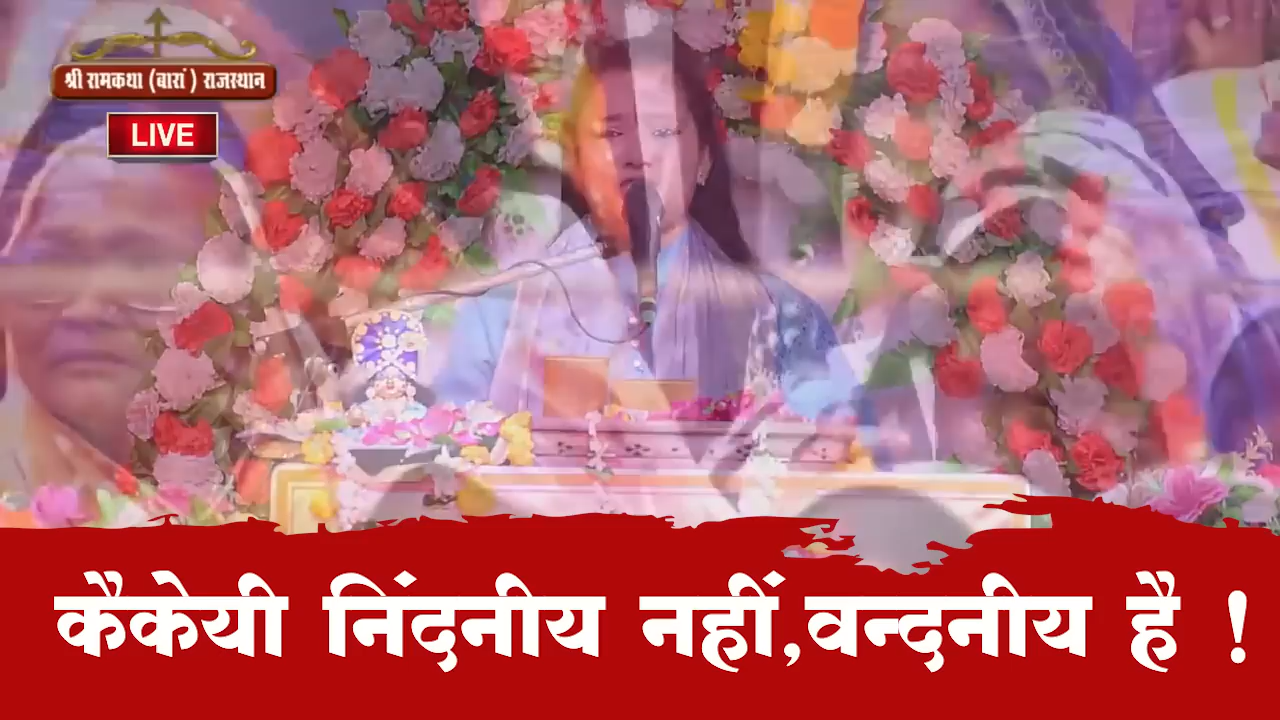 श्री रामकथा (बारां) राजस्थान
LIVE
कैकेयी निंदनीय नहीं,वन्दनीय है !